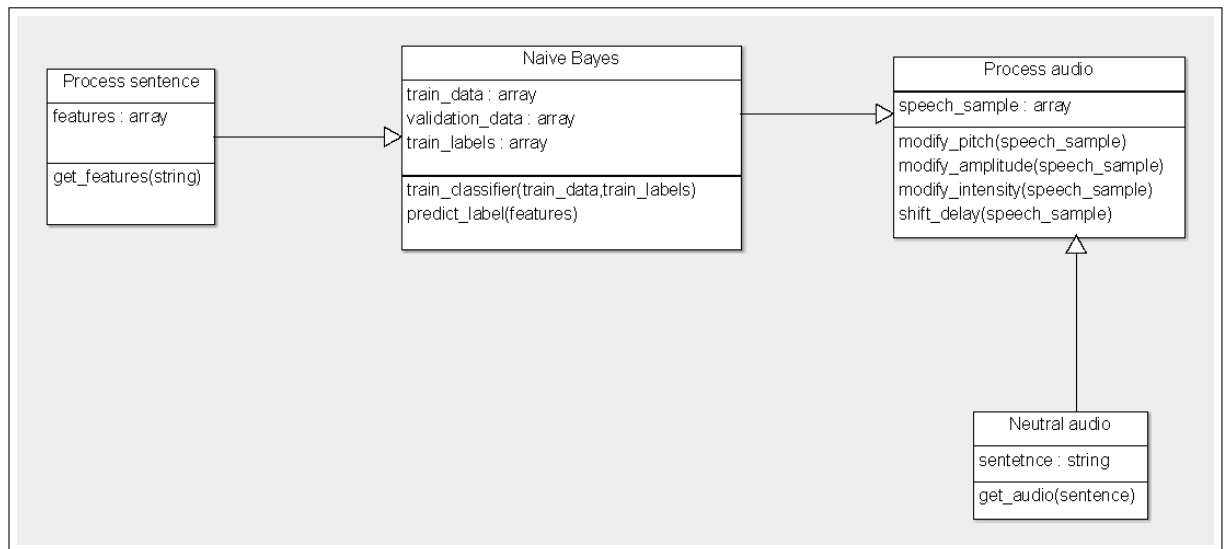 Process sentence
features : array
get_features(string)
Naive Bayes
train_data : array
validation_data : array
train_labels : array
train_classifier(train_data,train_labels)
predict_label(features)
Process audio
speech_sample : array
modify_pitch(speech_sample)
modify_amplitude(speech_sample)
modify_intensity(speech_sample)
shift_delay(speech_sample)
Neutral audio
sentetnce : string
get_audio(sentence)